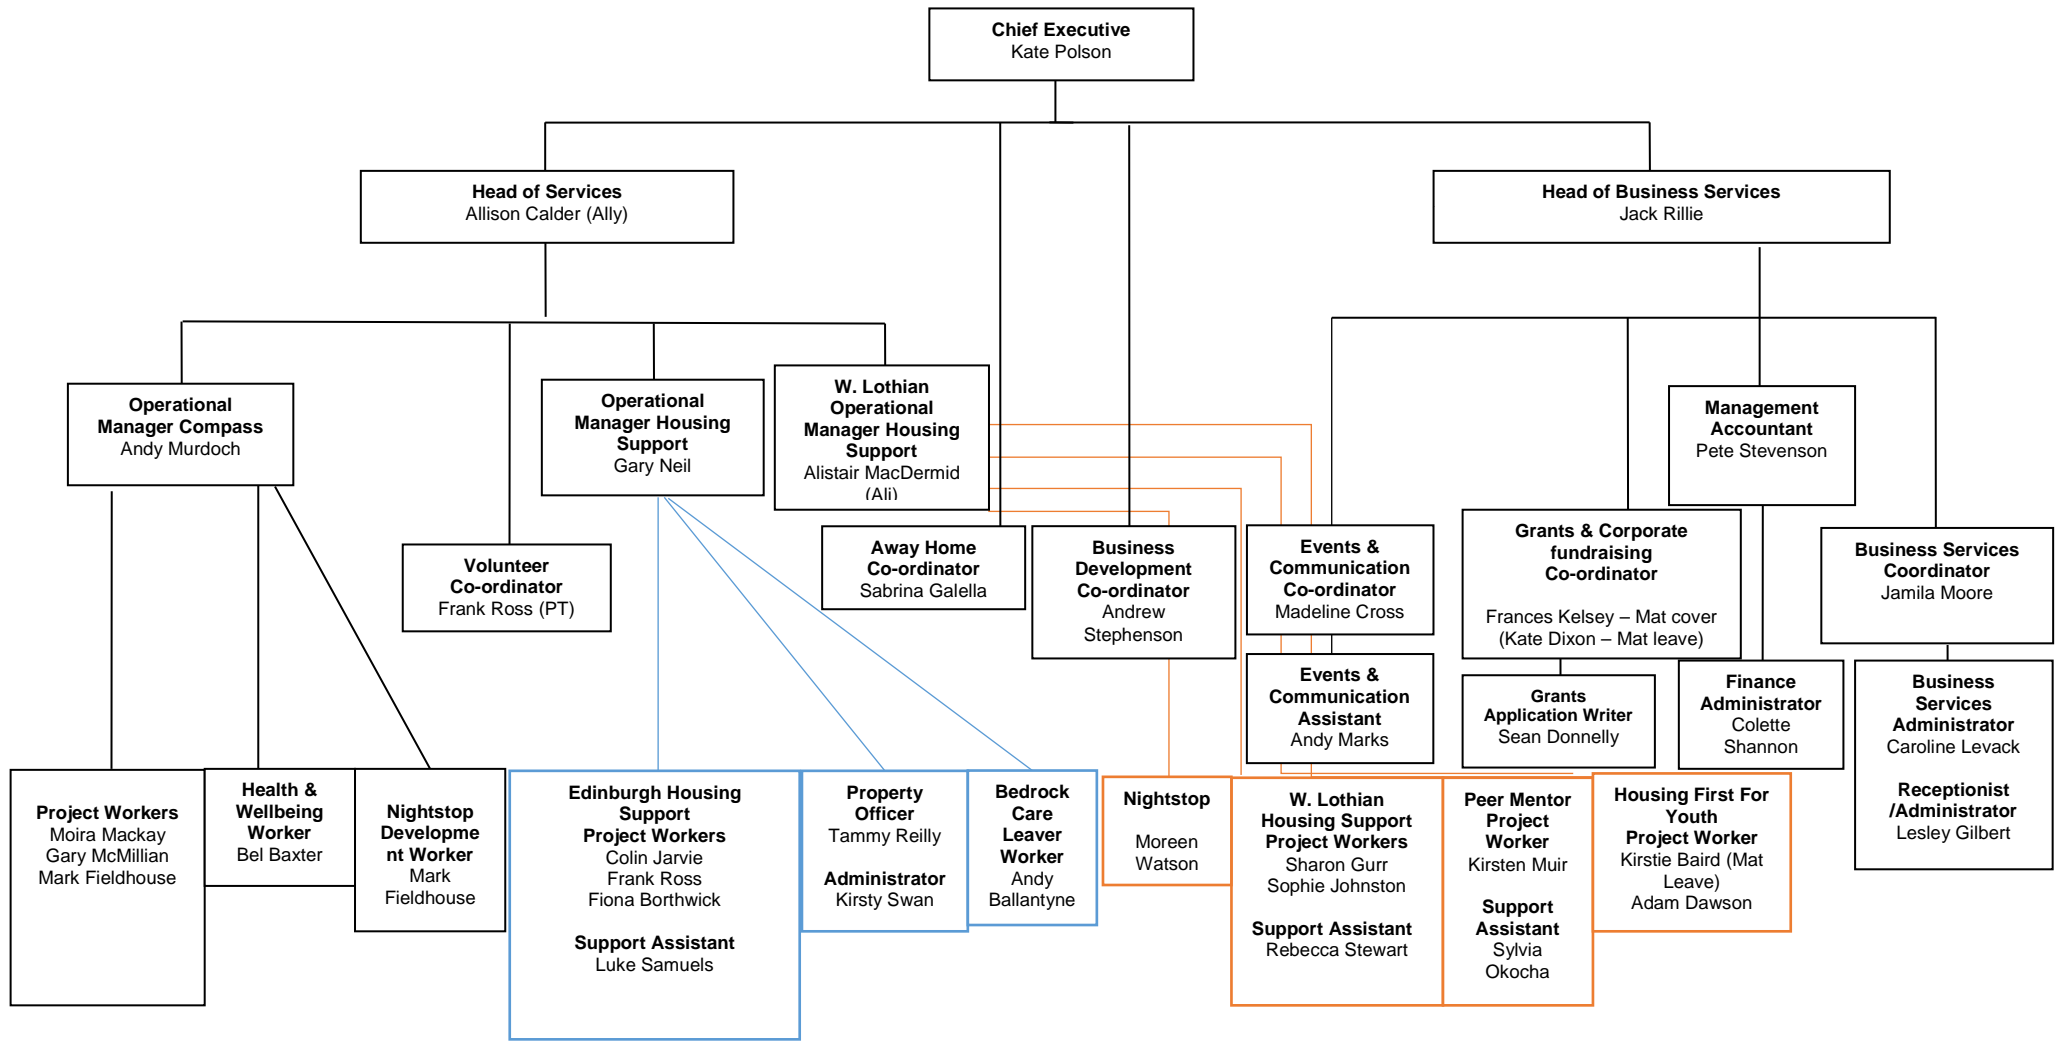 Chief Executive
Kate Polson
Head of Services
Allison Calder (Ally)
Head of Business Services
Jack Rillie
Operational
Manager Compass
Andy Murdoch
Volunteer
Co-ordinator
Frank Ross (PT)
Operational
Manager Housing
Support
Gary Neil
W. Lothian
Operational
Manager Housing
Support
Alistair MacDermid
(Ali)
Away Home
Co-ordinator
Sabrina Galella
Business
Development
Co-ordinator
Andrew
Stephenson
Events &
Communication
Co-ordinator
Madeline Cross
Events &
Communication
Assistant
Andy Marks
Grants & Corporate
fundraising
Co-ordinator
Frances Kelsey – Mat cover
(Kate Dixon – Mat leave)
Grants
Application Writer
Sean Donnelly
Management
Accountant
Pete Stevenson
Finance
Administrator
Colette
Shannon
Business Services
Coordinator
Jamila Moore
Business
Services
Administrator
Caroline Levack
Receptionist
/Administrator
Lesley Gilbert
Project Workers
Moira Mackay
Gary McMillian
Mark Fieldhouse
Health &
Wellbeing
Worker
Bel Baxter
Nightstop
Developme
nt Worker
Mark
Fieldhouse
Edinburgh Housing
Support
Project Workers
Colin Jarvie
Frank Ross
Fiona Borthwick
Support Assistant
Luke Samuels
Property
Officer
Tammy Reilly
Administrator
Kirsty Swan
Bedrock
Care
Leaver
Worker
Andy
Ballantyne
Nightstop
Moreen
Watson
W. Lothian
Housing Support
Project Workers
Sharon Gurr
Sophie Johnston
Support Assistant
Rebecca Stewart
Peer Mentor
Project
Worker
Kirsten Muir
Support
Assistant
Sylvia
Okocha
Housing First For
Youth
Project Worker
Kirstie Baird (Mat
Leave)
Adam Dawson